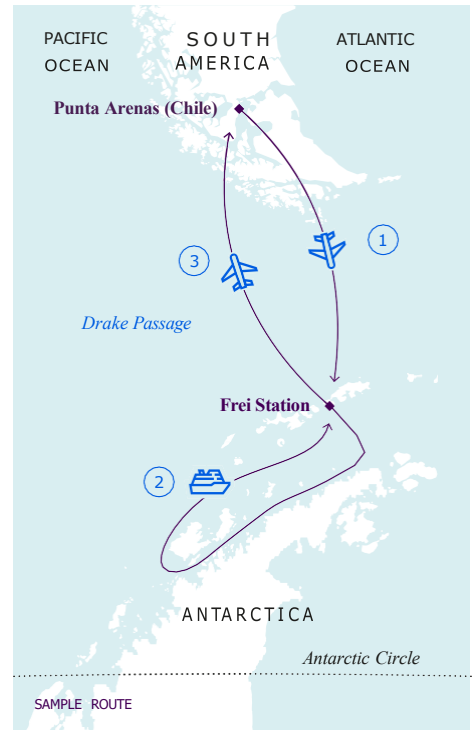 PACIFIC
OCEAN
SOUTH
AMERICA
ATLANTIC
OCEAN
Punta Arenas (Chile)
1
3
Drake Passage
Frei Station
2
ANTARCTICA
Antarctic Circle
SAMPLE ROUTE